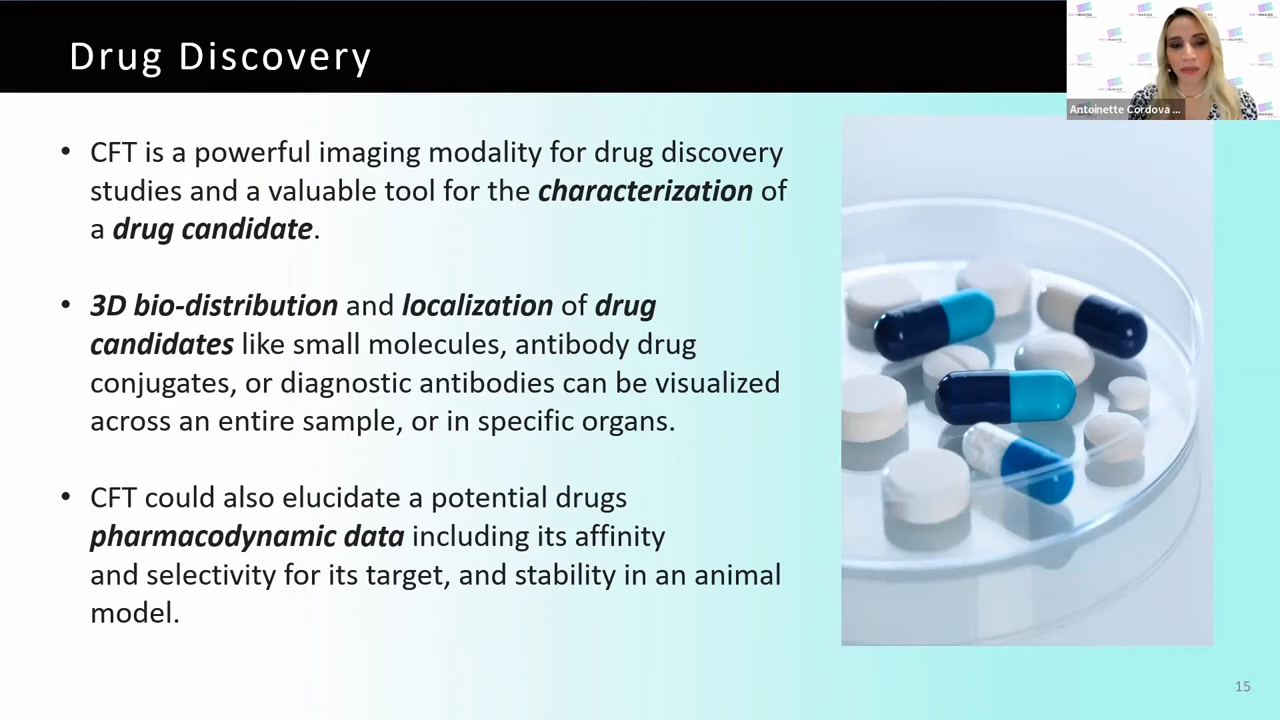 Drug Discovery
Antoinette Cordova ...
• CFT is a powerful imaging modality for drug discovery
studies and a valuable tool for the characterization of
a drug candidate.
• 3D bio-distribution and localization of drug
candidates like small molecules, antibody drug
conjugates, or diagnostic antibodies can be visualized
across an entire sample, or in specific organs.
• CFT could also elucidate a potential drugs
pharmacodynamic data including its affinity
and selectivity for its target, and stability in an animal
model.
15